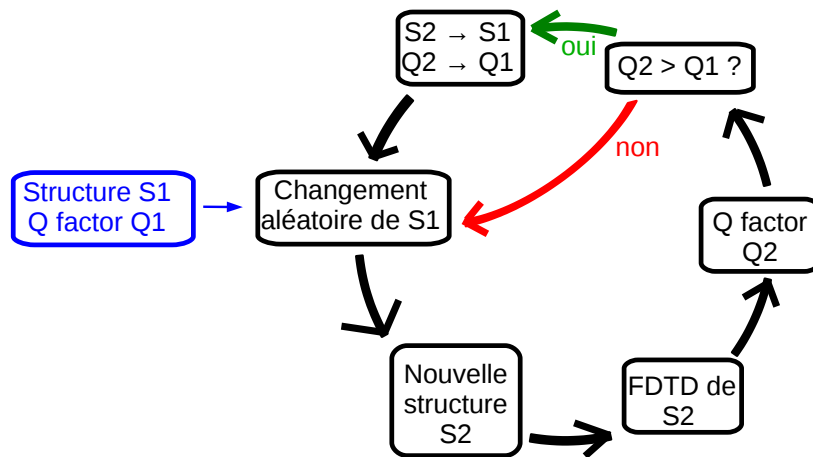 S2 → S1
Q2 → Q1
oui
Q2 > Q1 ?
non
Structure S1
Q factor Q1
Changement
aléatoire de S1
Q factor
Q2
Nouvelle
structure
S2
FDTD de
S2